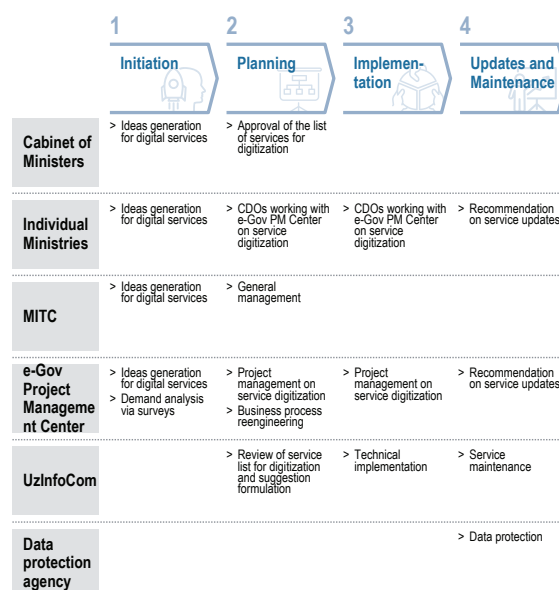 1
2
3
4
Initiation
Planning
Implemen-
tation
Updates and
Maintenance
Cabinet of
Ministers
> Ideas generation
for digital services
> Approval of the list
of services for
digitization
Individual
Ministries
> Ideas generation
for digital services
> CDOs working with
e-Gov PM Center
on service
digitization
> CDOs working with
e-Gov PM Center
on service
digitization
> Recommendation
on service updates
MITC
> Ideas generation
for digital services
> General
management
e-Gov
Project
Manageme
nt Center
> Ideas generation
for digital services
> Demand analysis
via surveys
> Project
management on
service digitization
> Business process
reengineering
> Project
management on
service digitization
> Recommendation
on service updates
UzInfoCom
> Review of service
list for digitization
and suggestion
formulation
> Technical
implementation
> Service
maintenance
Data
protection
agency
> Data protection